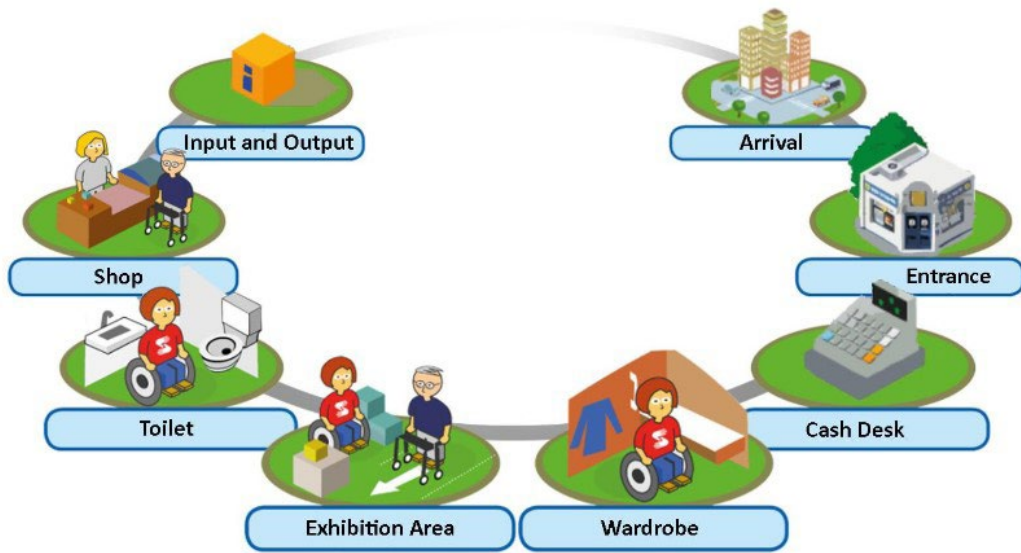 Input and Output
Arrival
Shop
Entrance
Toilet
Cash Desk
Exhibition Area
Wardrobe